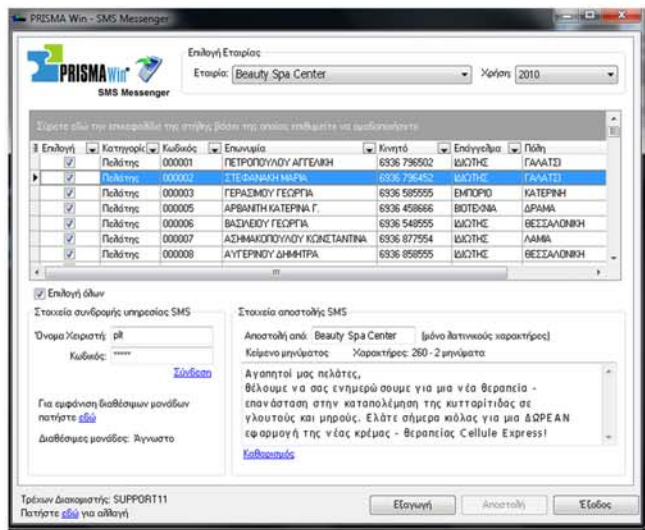 PRISMA Win - SMS Messenger
Επιλογή Εταιρίας
PRISMA Win®
SMS Messenger
Εταιρία: Beauty Spa Center
Χρήση: 2010
Σύρετε εδώ την επικεφαλίδα της στήλης βάσει της οποίας επιθυμείτε να ομαδοποιήσετε
Επιλογή Κατηγορίο Κωδικός Επωνυμία Κινητό Επάγγελμα Πόλη
Πελάτης 000001 ΠΕΤΡΟΠΟΥΛΟΥ ΑΓΓΕΛΙΚΗ 6936 796502 ΙΔΙΩΤΗΣ ΓΑΛΑΤΣΙ
Πελάτης 000002 ΣΤΕΦΑΝΑΚΗ ΜΑΡΙΑ 6936 796452 ΙΔΙΩΤΗΣ ΓΑΛΑΤΣΙ
Πελάτης 000003 ΓΕΡΑΣΙΜΟΥ ΓΕΩΡΓΙΑ 6936 585555 ΕΜΠΟΡΙΟ ΚΑΤΕΡΙΝΗ
Πελάτης 000005 ΑΡΒΑΝΙΤΗ ΚΑΤΕΡΙΝΑ Γ. 6936 458666 ΒΙΟΤΕΧΝΙΑ ΔΡΑΜΑ
Πελάτης 000006 ΒΑΣΙΛΕΙΟΥ ΓΕΩΡΓΙΑ 6936 548555 ΙΔΙΩΤΗΣ ΘΕΣΣΑΛΟΝΙΚΗ
Πελάτης 000007 ΑΣΗΜΑΚΟΠΟΥΛΟΥ ΚΩΝΣΤΑΝΤΙΝΑ 6936 877554 ΙΔΙΩΤΗΣ ΛΑΜΙΑ
Πελάτης 000008 ΑΥΓΕΡΙΝΟΥ ΔΗΜΗΤΡΑ 6936 858555 ΙΔΙΩΤΗΣ ΘΕΣΣΑΛΟΝΙΚΗ
Επιλογή όλων
Στοιχεία συνδρομής υπηρεσίας SMS
Όνομα Χειριστή: plt
Κωδικός: *****
Σύνδεση
Για εμφάνιση διαθέσιμων μονάδων
πατήστε εδώ
Διαθέσιμες μονάδες: Άγνωστο
Στοιχεία αποστολής SMS
Αποστολή από: Beauty Spa Center (μόνο λατινικούς χαρακτήρες)
Κείμενο μηνύματος Χαρακτήρες: 260 - 2 μηνύματα
Αγαπητοί μας πελάτες,
θέλουμε να σας ενημερώσουμε για μια νέα θεραπεία -
επανάσταση στην καταπολέμηση της κυτταρίτιδας σε
γλουτούς και μηρούς. Ελάτε σήμερα κιόλας για μια ΔΩΡΕΑΝ
εφαρμογή της νέας κρέμας - θεραπείας Cellule Express!
Καθαρισμός
Τρέχων Διακομιστής: SUPPORT11
Πατήστε εδώ για αλλαγή
Εξαγωγή
Αποστολή
Έξοδος